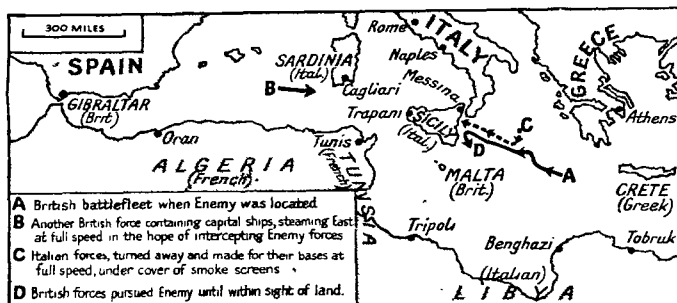 300 MILES
SPAIN
GIBRALTAR
(Brit)
Oran
ALGERIA
(French)
SARDINIA
(Ital.)
Cagliari
B
Rome
ITALY
Naples
Messina
Trapani
SICILY
(Ital.)
Tunis
(French)
TUNISIA
C
D
A
MALTA
(Brit.)
GREECE
Athens
CRETE
(Greek)
Tripoli
Benghazi
Tobruk
(Italian)
LIBYA
A British battlefleet when Enemy was located
B Another British force containing capital ships, steaming East
at full speed in the hope of intercepting Enemy forces
C Italian forces, turned away and made for their bases at
full speed, under cover of smoke screens
D British forces pursued Enemy until within sight of land.